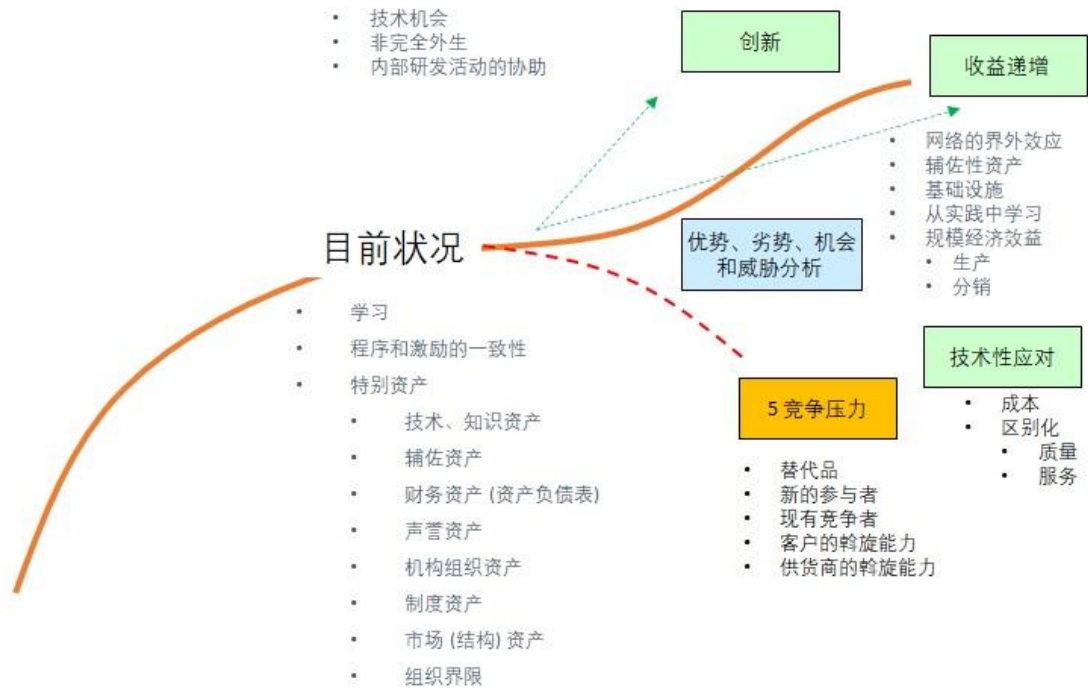 技术机会
非完全外生
内部研发活动的协助
创新
收益递增
网络的界外效应
辅佐性资产
基础设施
从实践中学习
规模经济效益
生产
分销
目前状况
优势、劣势、机会
和威胁分析
学习
程序和激励的一致性
特别资产
技术、知识资产
辅佐资产
财务资产 (资产负债表)
声誉资产
机构组织资产
制度资产
市场 (结构) 资产
组织界限
5 竞争压力
替代品
新的参与者
现有竞争者
客户的斡旋能力
供货商的斡旋能力
技术性应对
成本
区别化
质量
服务